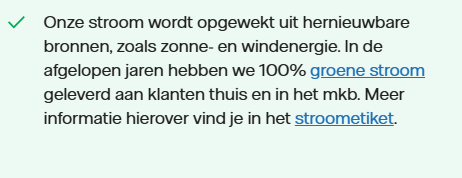 Onze stroom wordt opgewekt uit hernieuwbare
bronnen, zoals zonne- en windenergie. In de
afgelopen jaren hebben we 100% groene stroom
geleverd aan klanten thuis en in het mkb. Meer
informatie hierover vind je in het stroometiket.